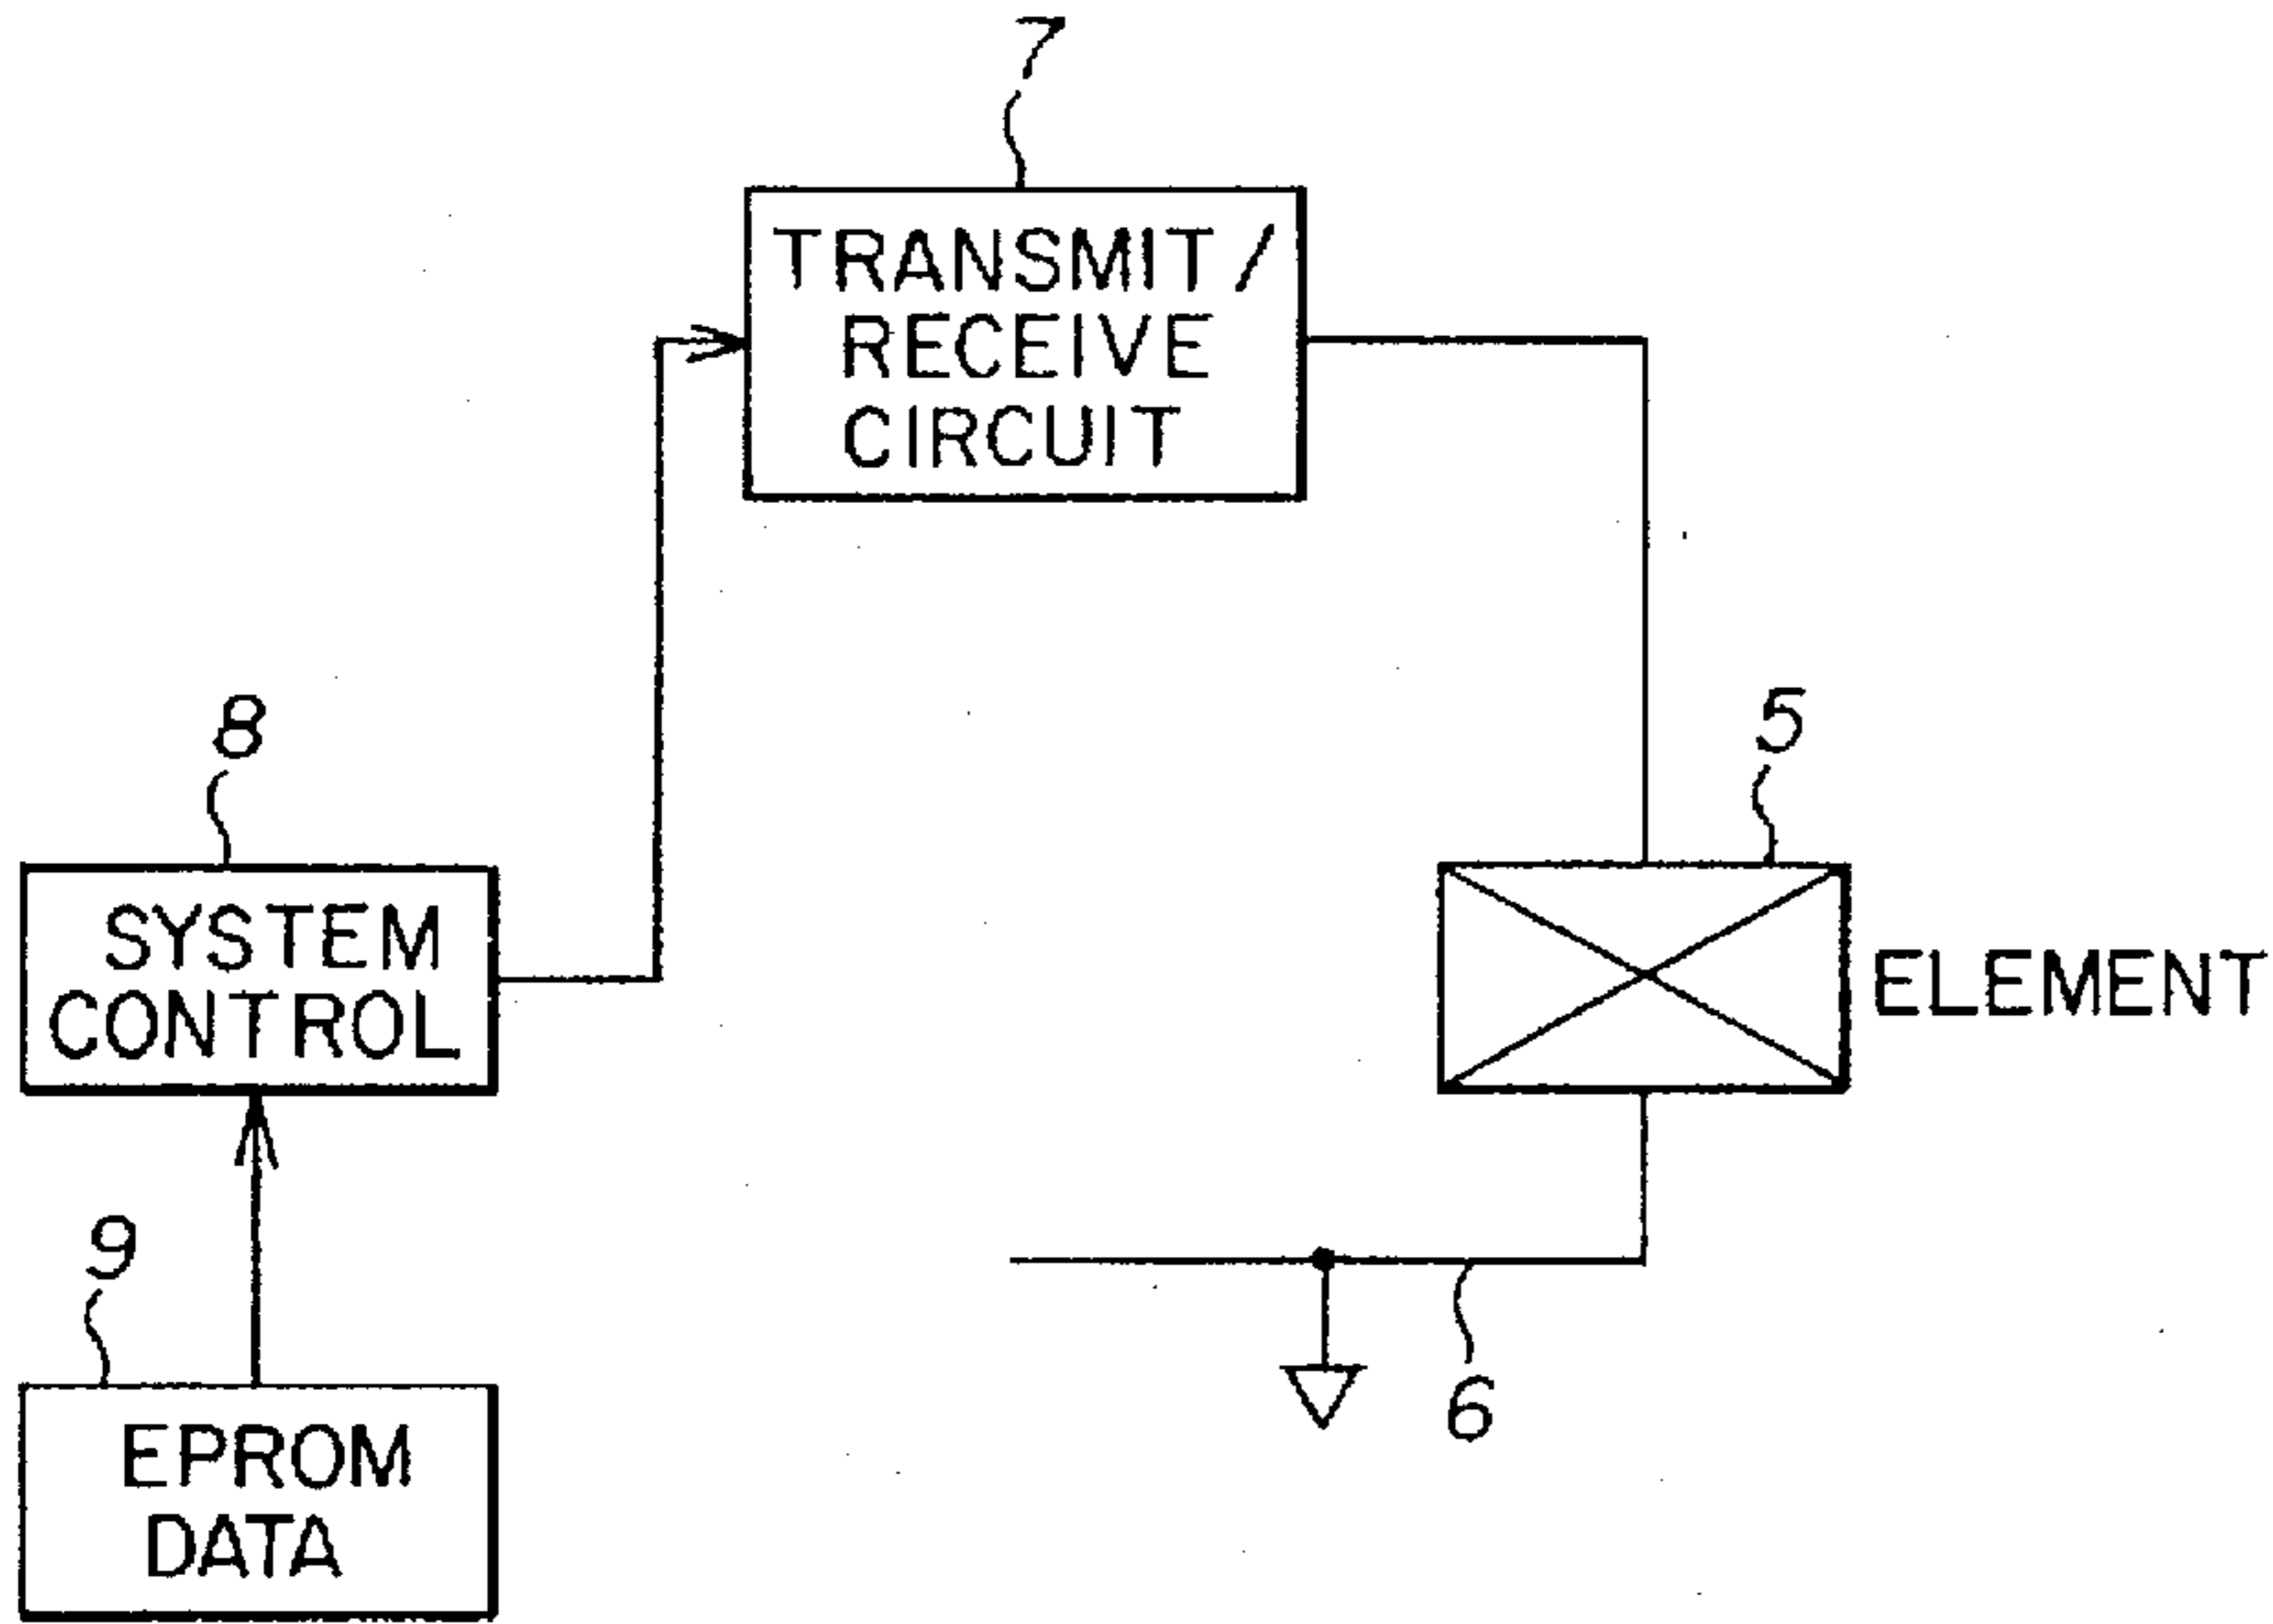 7
TRANSMIT/
RECEIVE
CIRCUIT
8
5
SYSTEM
CONTROL
ELEMENT
9
6
EPROM
DATA